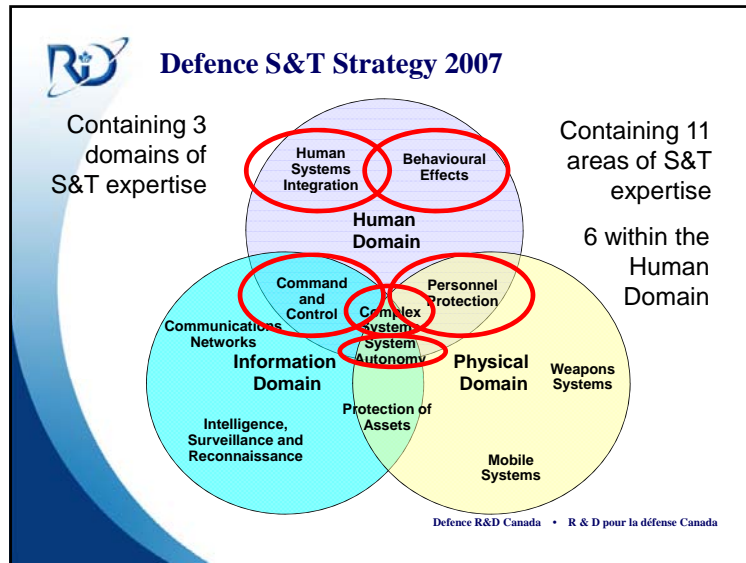 RD
Defence S&T Strategy 2007
Containing 3
domains of
S&T expertise
Containing 11
areas of S&T
expertise
6 within the
Human
Domain
Human
Systems
Integration
Behavioural
Effects
Human
Domain
Command
and
Control
Personnel
Protection
Complex
Systems
System
Autonomy
Communications
Networks
Information
Domain
Physical
Domain
Weapons
Systems
Protection of
Assets
Intelligence,
Surveillance and
Reconnaissance
Mobile
Systems
Defence R&D Canada • R & D pour la défense Canada